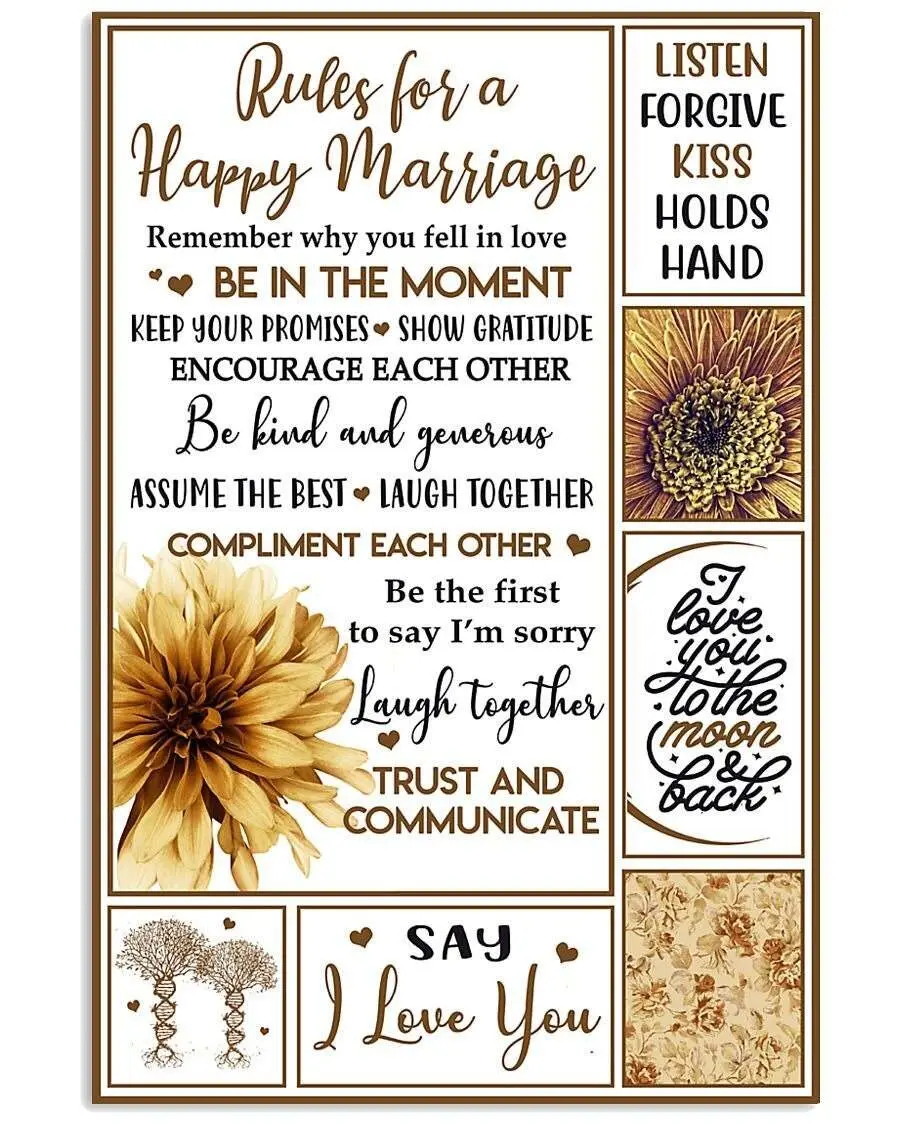 Rules for a
Happy Marriage
Remember why you fell in love
BE IN THE MOMENT
KEEP YOUR PROMISES SHOW GRATITUDE
ENCOURAGE EACH OTHER
Be kind and generous
ASSUME THE BEST LAUGH TOGETHER
COMPLIMENT EACH OTHER
Be the first
to say I'm sorry
Laugh together
TRUST AND
COMMUNICATE
LISTEN
FORGIVE
KISS
HOLDS
HAND
I
love
you
to the
moon
&
back
SAY
I Love You